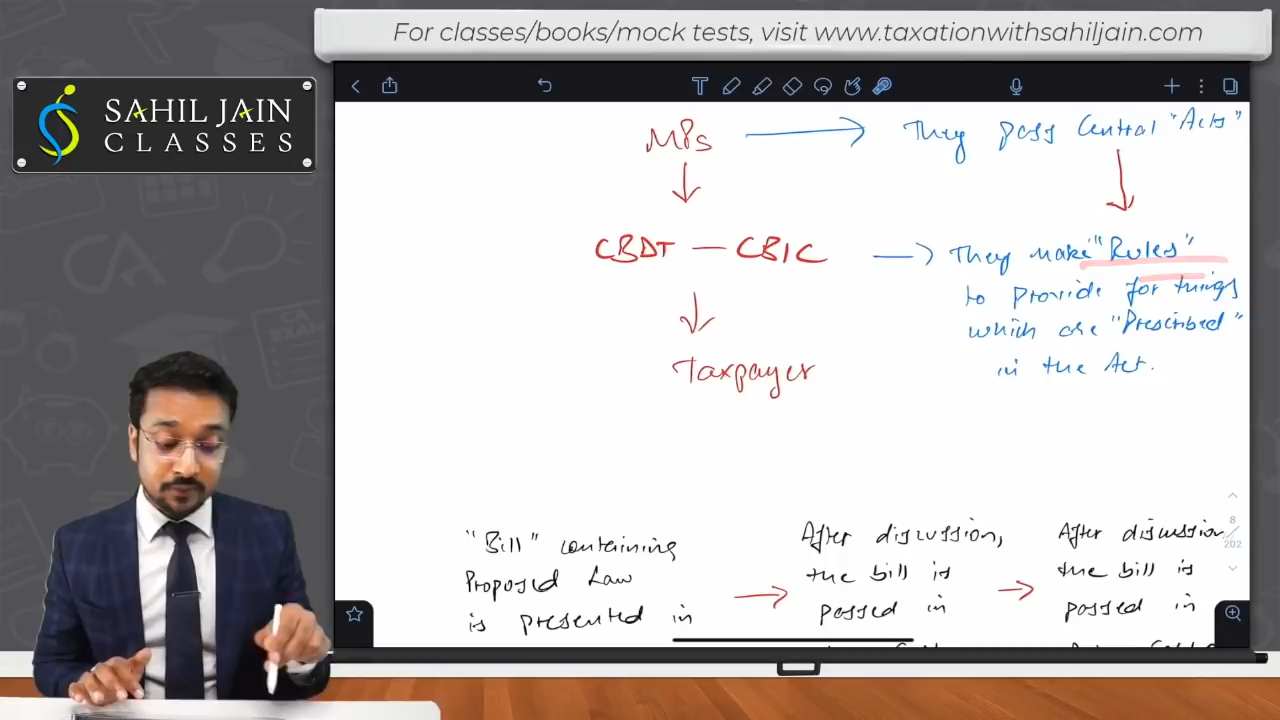 For classes/books/mock tests, visit www.taxationwithsahiljain.com
SAHIL JAIN
CLASSES
MPs → They pass Central "Acts"
CBDT — CBIC → They make "Rules"
to provide for things
which are "Prescribed"
in the Act.
Taxpayer
"Bill" containing
Proposed Law
is presented in
→
After discussion,
the bill is
passed in
→
After discussion
the bill is
passed in
8
202